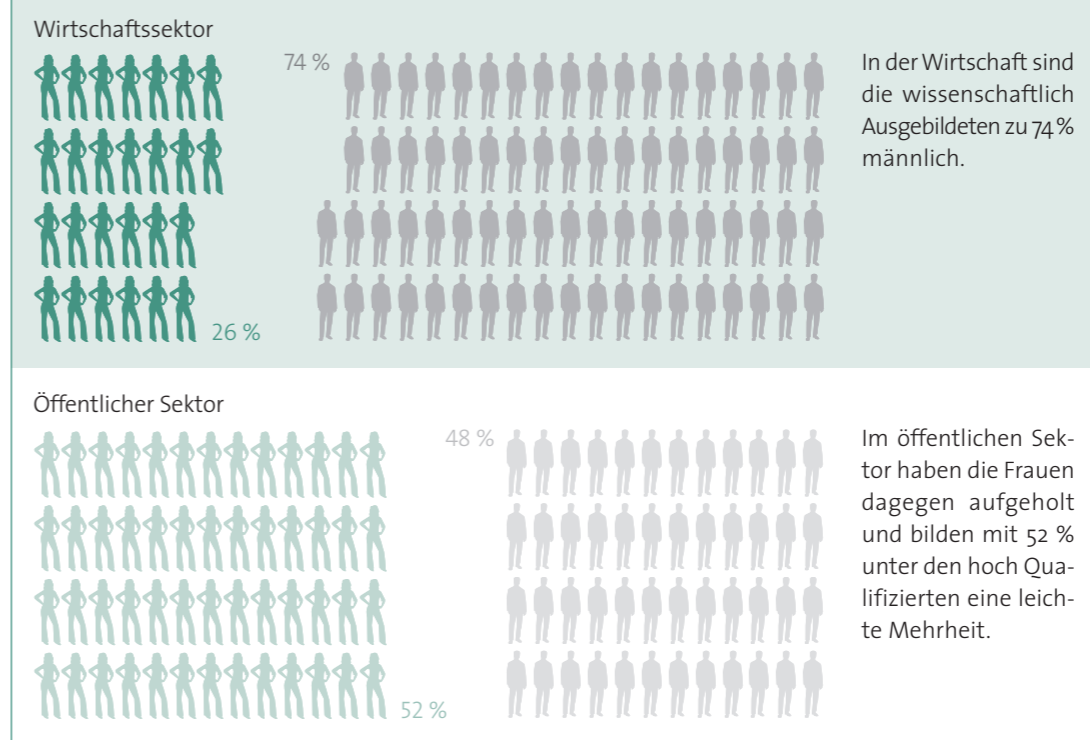 Wirtschaftssektor
74 %
26 %
In der Wirtschaft sind
die wissenschaftlich
Ausgebildeten zu 74 %
männlich.
Öffentlicher Sektor
48 %
52 %
Im öffentlichen Sek-
tor haben die Frauen
dagegen aufgeholt
und bilden mit 52 %
unter den hoch Qua-
lifizierten eine leich-
te Mehrheit.